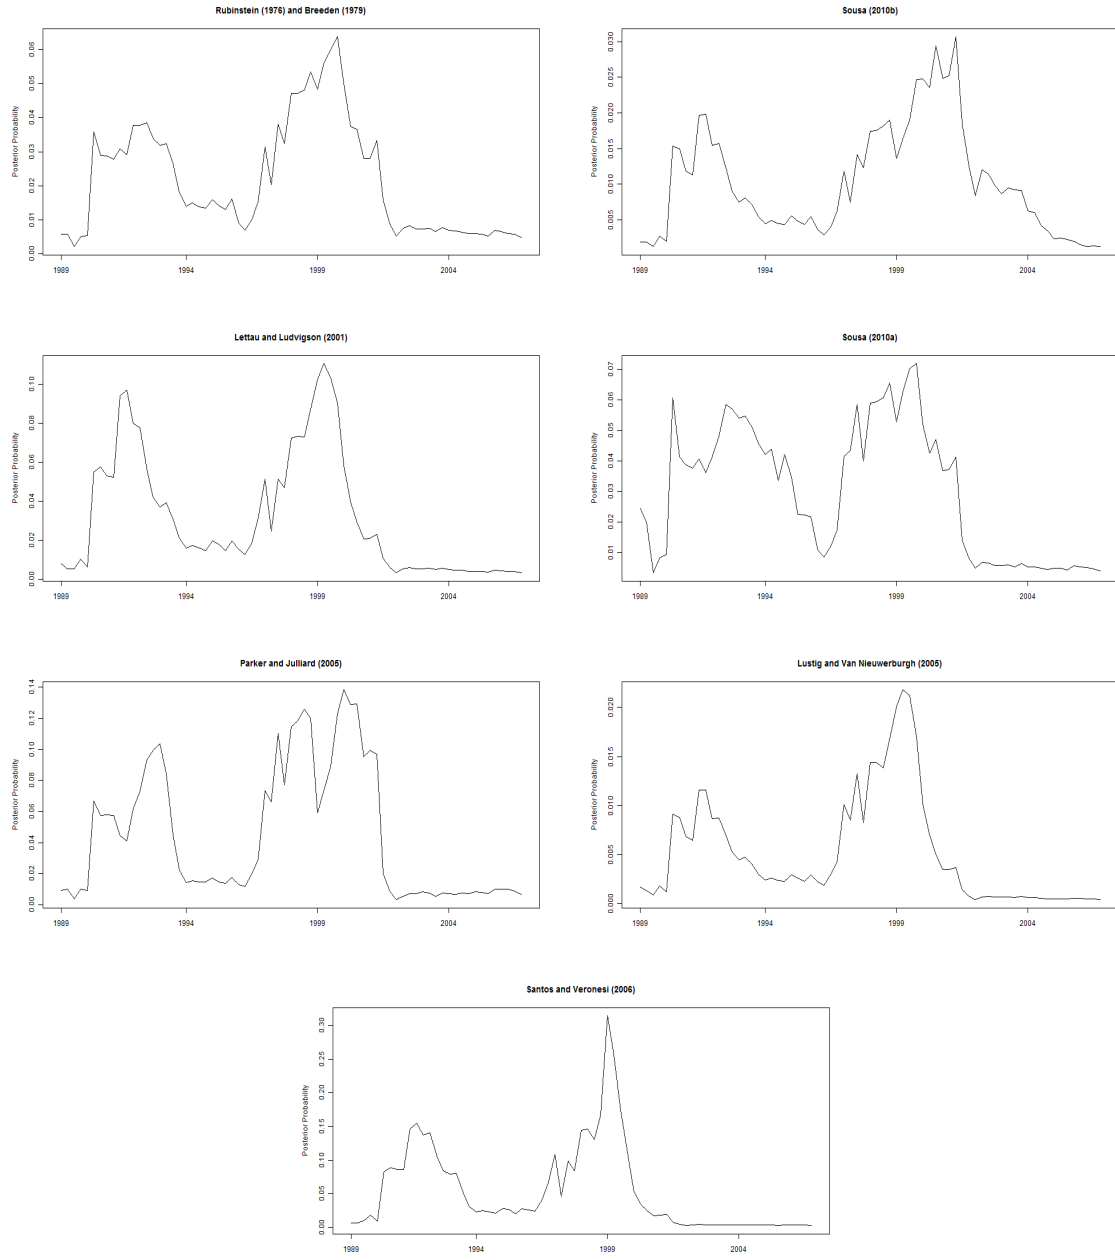 Rubinstein (1976) and Breeden (1979)
Posterior Probability
0.00 0.01 0.02 0.03 0.04 0.05 0.06
1989 1994 1999 2004
Sousa (2010b)
Posterior Probability
0.005 0.010 0.015 0.020 0.025 0.030
1989 1994 1999 2004
Lettau and Ludvigson (2001)
Posterior Probability
0.00 0.02 0.04 0.06 0.08 0.10
1989 1994 1999 2004
Sousa (2010a)
Posterior Probability
0.01 0.02 0.03 0.04 0.05 0.06 0.07
1989 1994 1999 2004
Parker and Julliard (2005)
Posterior Probability
0.00 0.02 0.04 0.06 0.08 0.10 0.12 0.14
1989 1994 1999 2004
Lustig and Van Nieuwerburgh (2005)
Posterior Probability
0.000 0.005 0.010 0.015 0.020
1989 1994 1999 2004
Santos and Veronesi (2006)
Posterior Probability
0.00 0.05 0.10 0.15 0.20 0.25 0.30
1989 1994 1999 2004